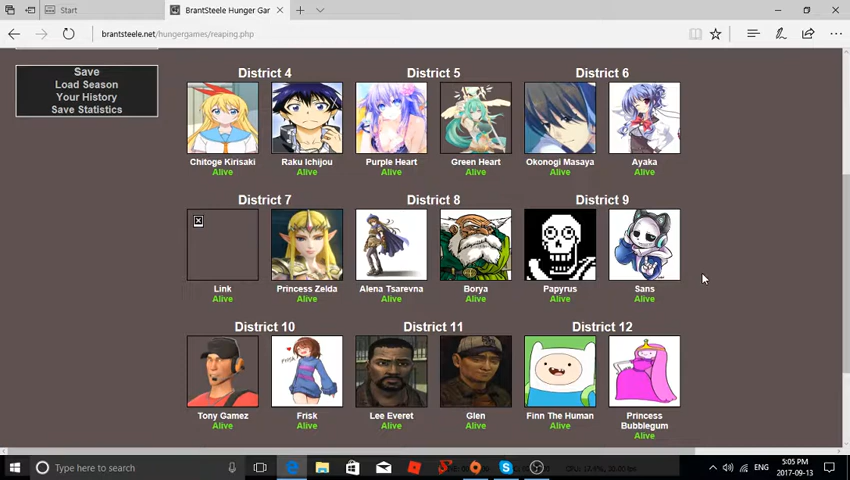 Start
BrantSteele Hunger Gar
brantsteele.net/hungergames/reaping.php
Save
Load Season
Your History
Save Statistics
District 4
District 5
District 6
Chitoge Kirisaki
Raku Ichijou
Purple Heart
Green Heart
Okonogi Masaya
Ayaka
Alive
Alive
Alive
Alive
Alive
Alive
District 7
District 8
District 9
Link
Princess Zelda
Alena Tsarevna
Borya
Papyrus
Sans
Alive
Alive
Alive
Alive
Alive
Alive
District 10
District 11
District 12
FRISK
Tony Gamez
Frisk
Lee Everet
Glen
Finn The Human
Princess
Bubblegum
Alive
Alive
Alive
Alive
Alive
Alive
Type here to search
ENG
5:05 PM
2017-09-13